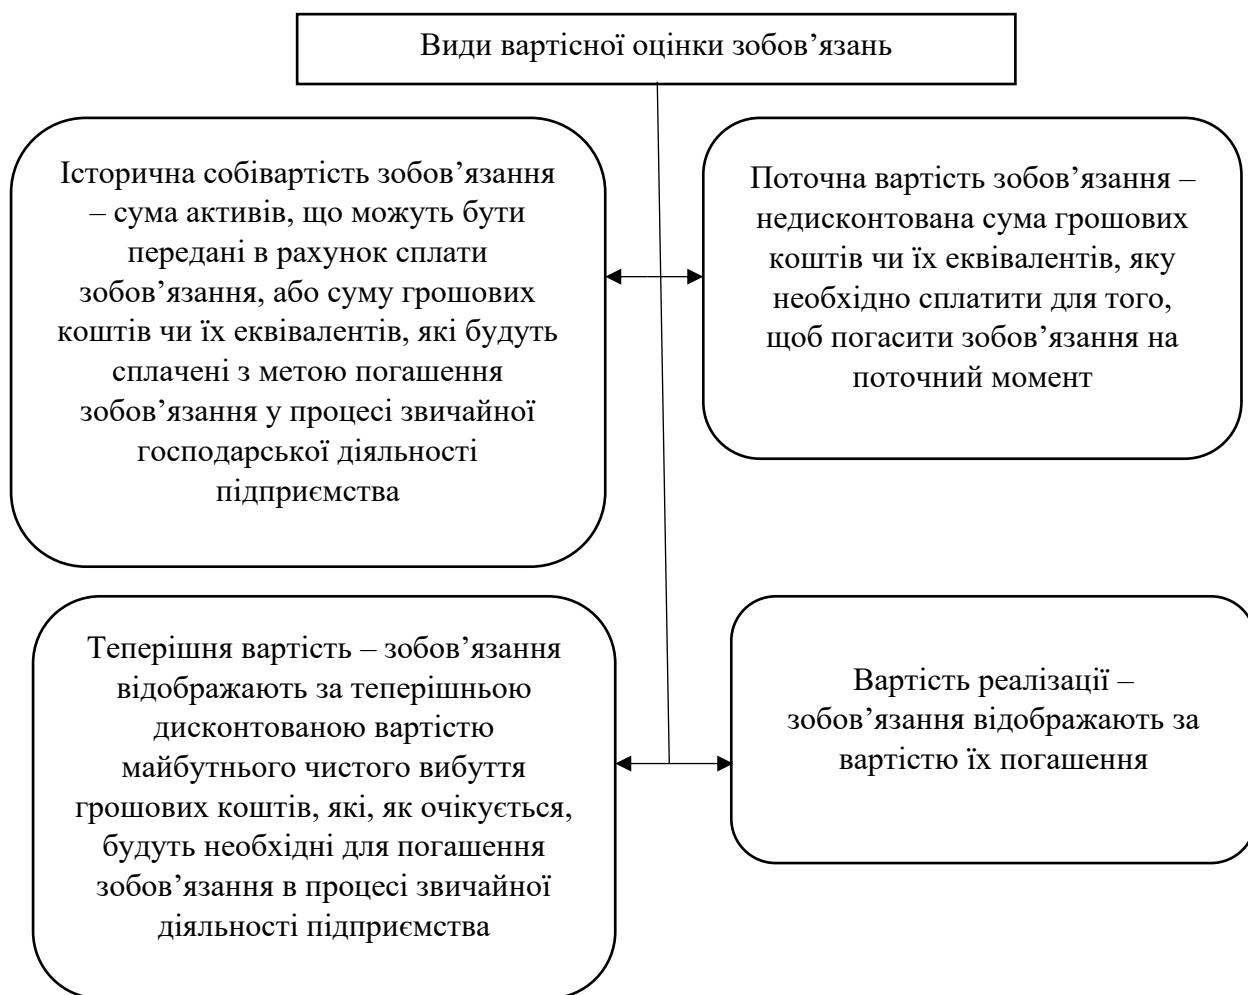 Види вартісної оцінки зобов’язань
Історична собівартість зобов’язання
– сума активів, що можуть бути
передані в рахунок сплати
зобов’язання, або суму грошових
коштів чи їх еквівалентів, які будуть
сплачені з метою погашення
зобов’язання у процесі звичайної
господарської діяльності
підприємства
Поточна вартість зобов’язання –
недисконтована сума грошових
коштів чи їх еквівалентів, яку
необхідно сплатити для того,
щоб погасити зобов’язання на
поточний момент
Теперішня вартість – зобов’язання
відображають за теперішньою
дисконтованою вартістю
майбутнього чистого вибуття
грошових коштів, які, як очікується,
будуть необхідні для погашення
зобов’язання в процесі звичайної
діяльності підприємства
Вартість реалізації –
зобов’язання відображають за
вартістю їх погашення